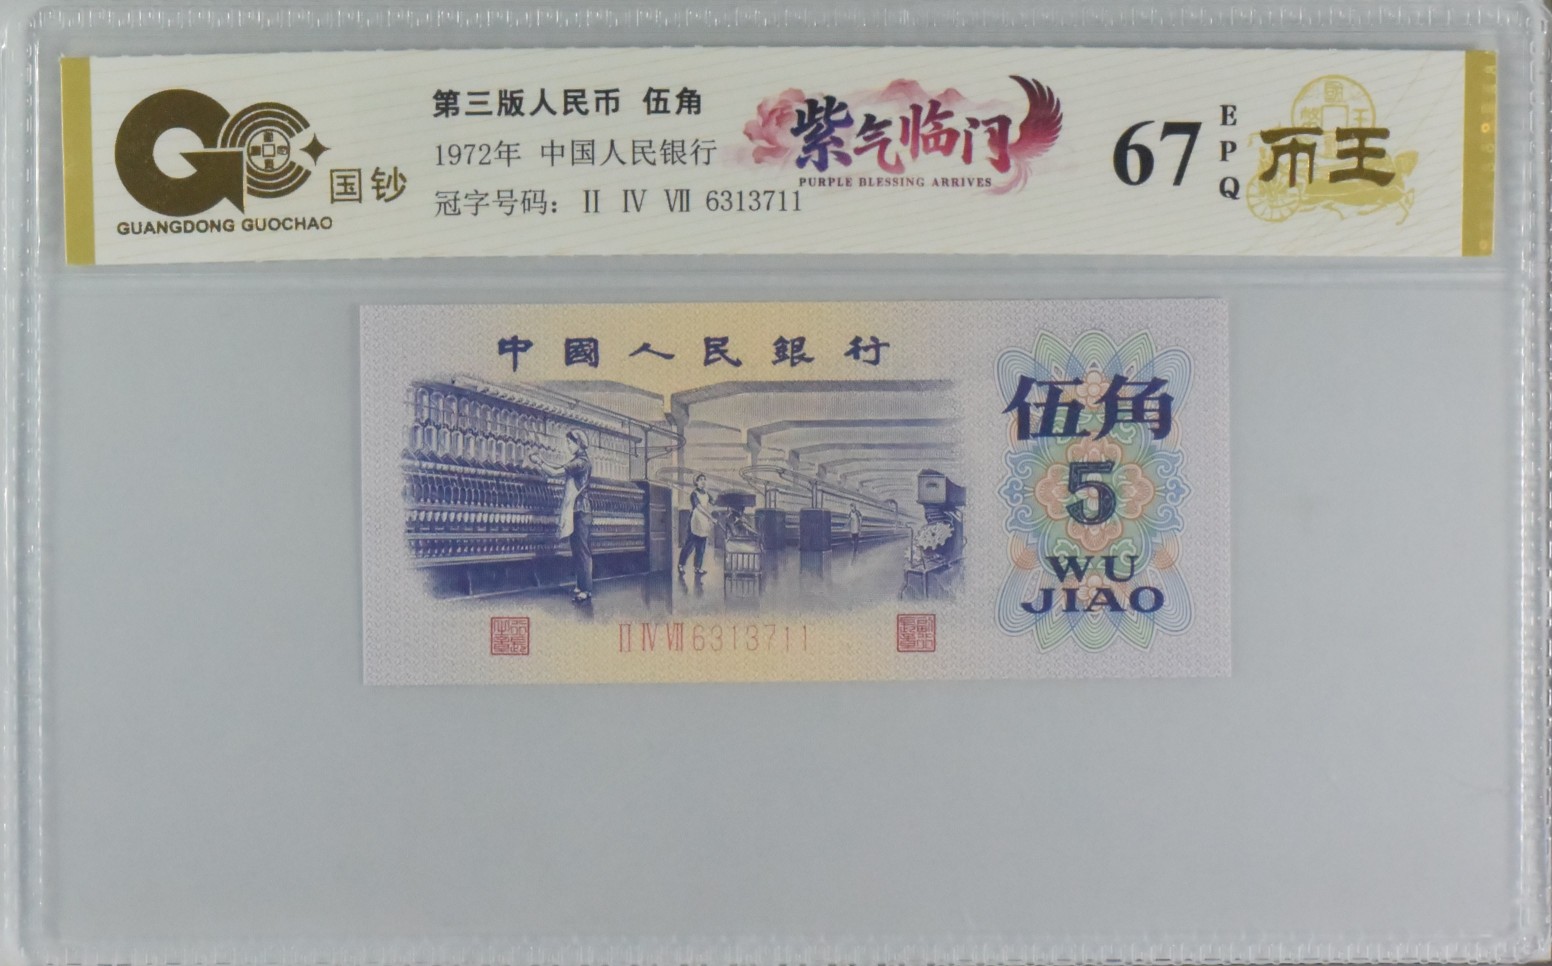 国钞
GUANGDONG GUOCHAO
第三版人民币 伍角
1972年 中国人民银行
冠字号码： II IV VII 6313711
紫气临门
PURPLE BLESSING ARRIVES
67
EPQ
币王
中國人民銀行
伍角
5
WU
JIAO
II IV VII 6313711